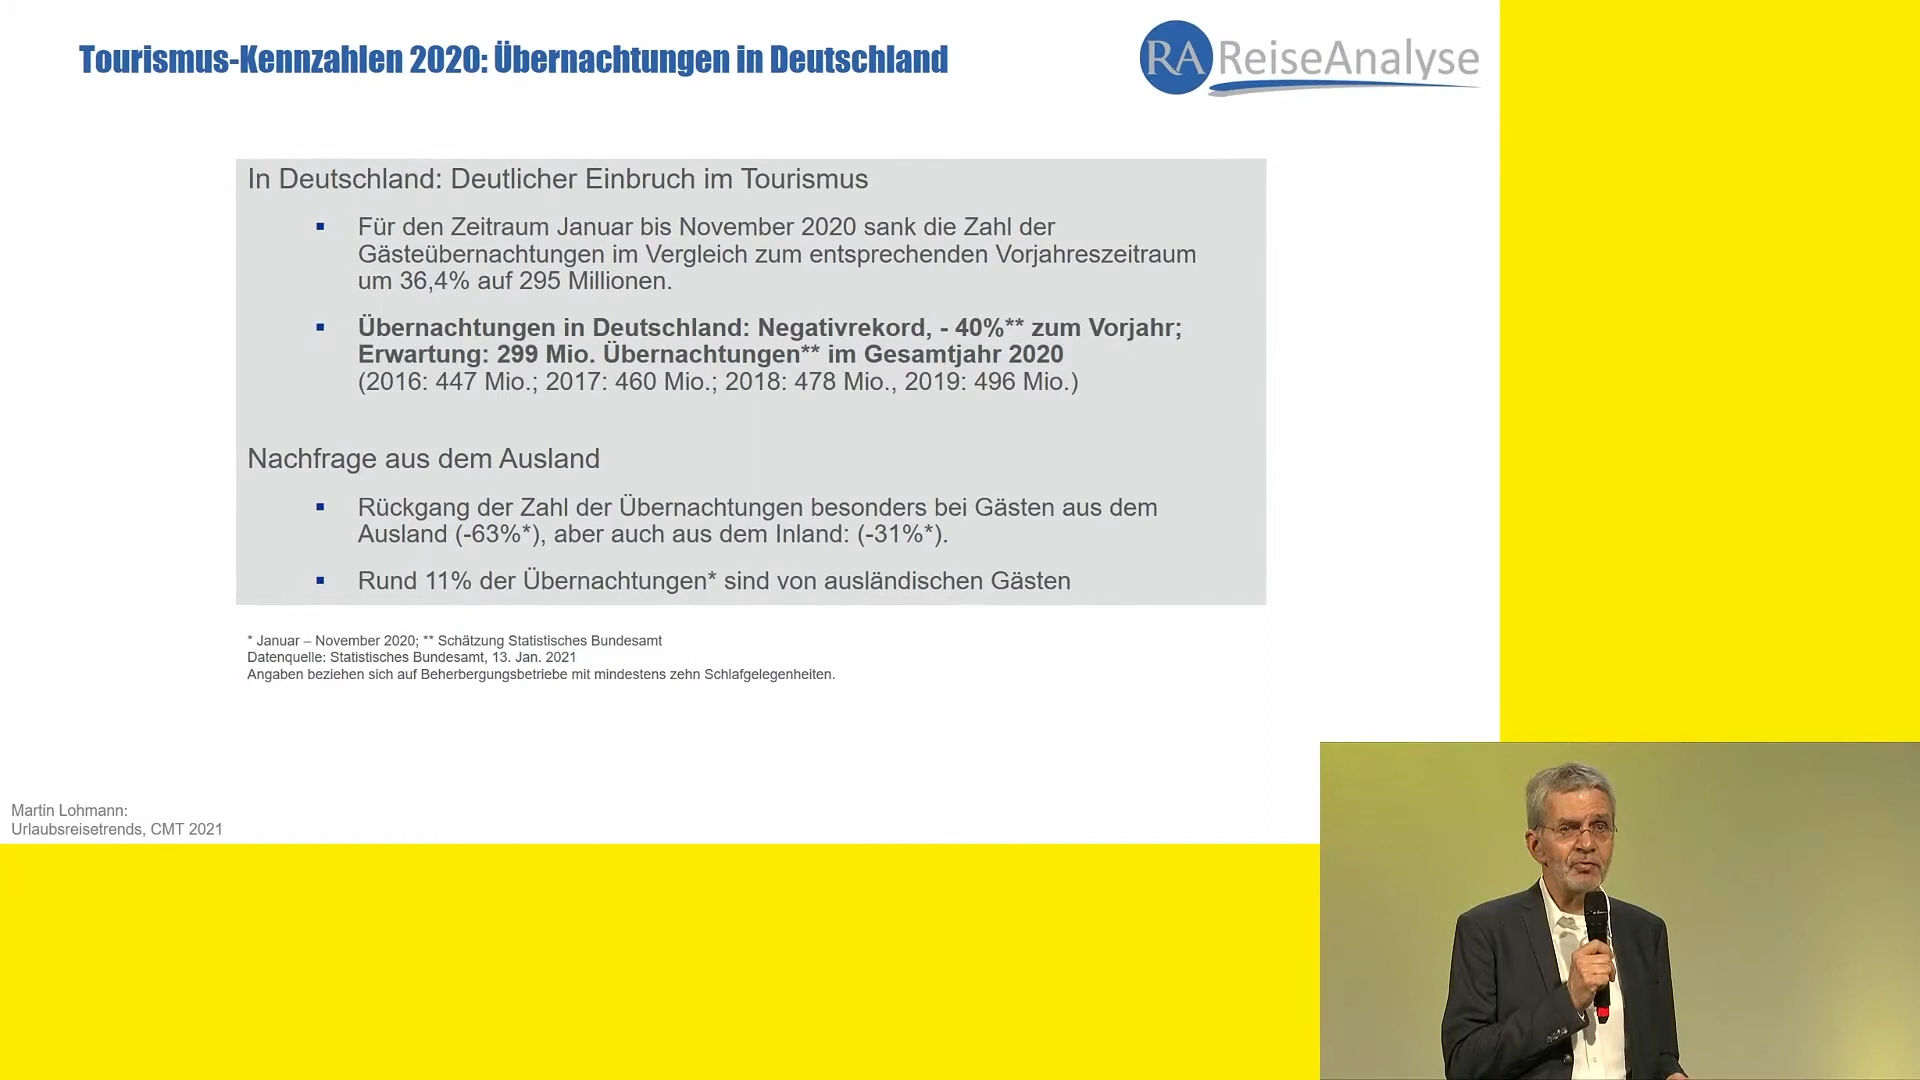 Tourismus-Kennzahlen 2020: Übernachtungen in Deutschland
RA ReiseAnalyse
In Deutschland: Deutlicher Einbruch im Tourismus
▪ Für den Zeitraum Januar bis November 2020 sank die Zahl der
Gästeübernachtungen im Vergleich zum entsprechenden Vorjahreszeitraum
um 36,4% auf 295 Millionen.
▪ Übernachtungen in Deutschland: Negativrekord, - 40%** zum Vorjahr;
Erwartung: 299 Mio. Übernachtungen** im Gesamtjahr 2020
(2016: 447 Mio.; 2017: 460 Mio.; 2018: 478 Mio., 2019: 496 Mio.)
Nachfrage aus dem Ausland
▪ Rückgang der Zahl der Übernachtungen besonders bei Gästen aus dem
Ausland (-63%*), aber auch aus dem Inland: (-31%*).
▪ Rund 11% der Übernachtungen* sind von ausländischen Gästen
* Januar – November 2020; ** Schätzung Statistisches Bundesamt
Datenquelle: Statistisches Bundesamt, 13. Jan. 2021
Angaben beziehen sich auf Beherbergungsbetriebe mit mindestens zehn Schlafgelegenheiten.
Martin Lohmann:
Urlaubsreisetrends, CMT 2021